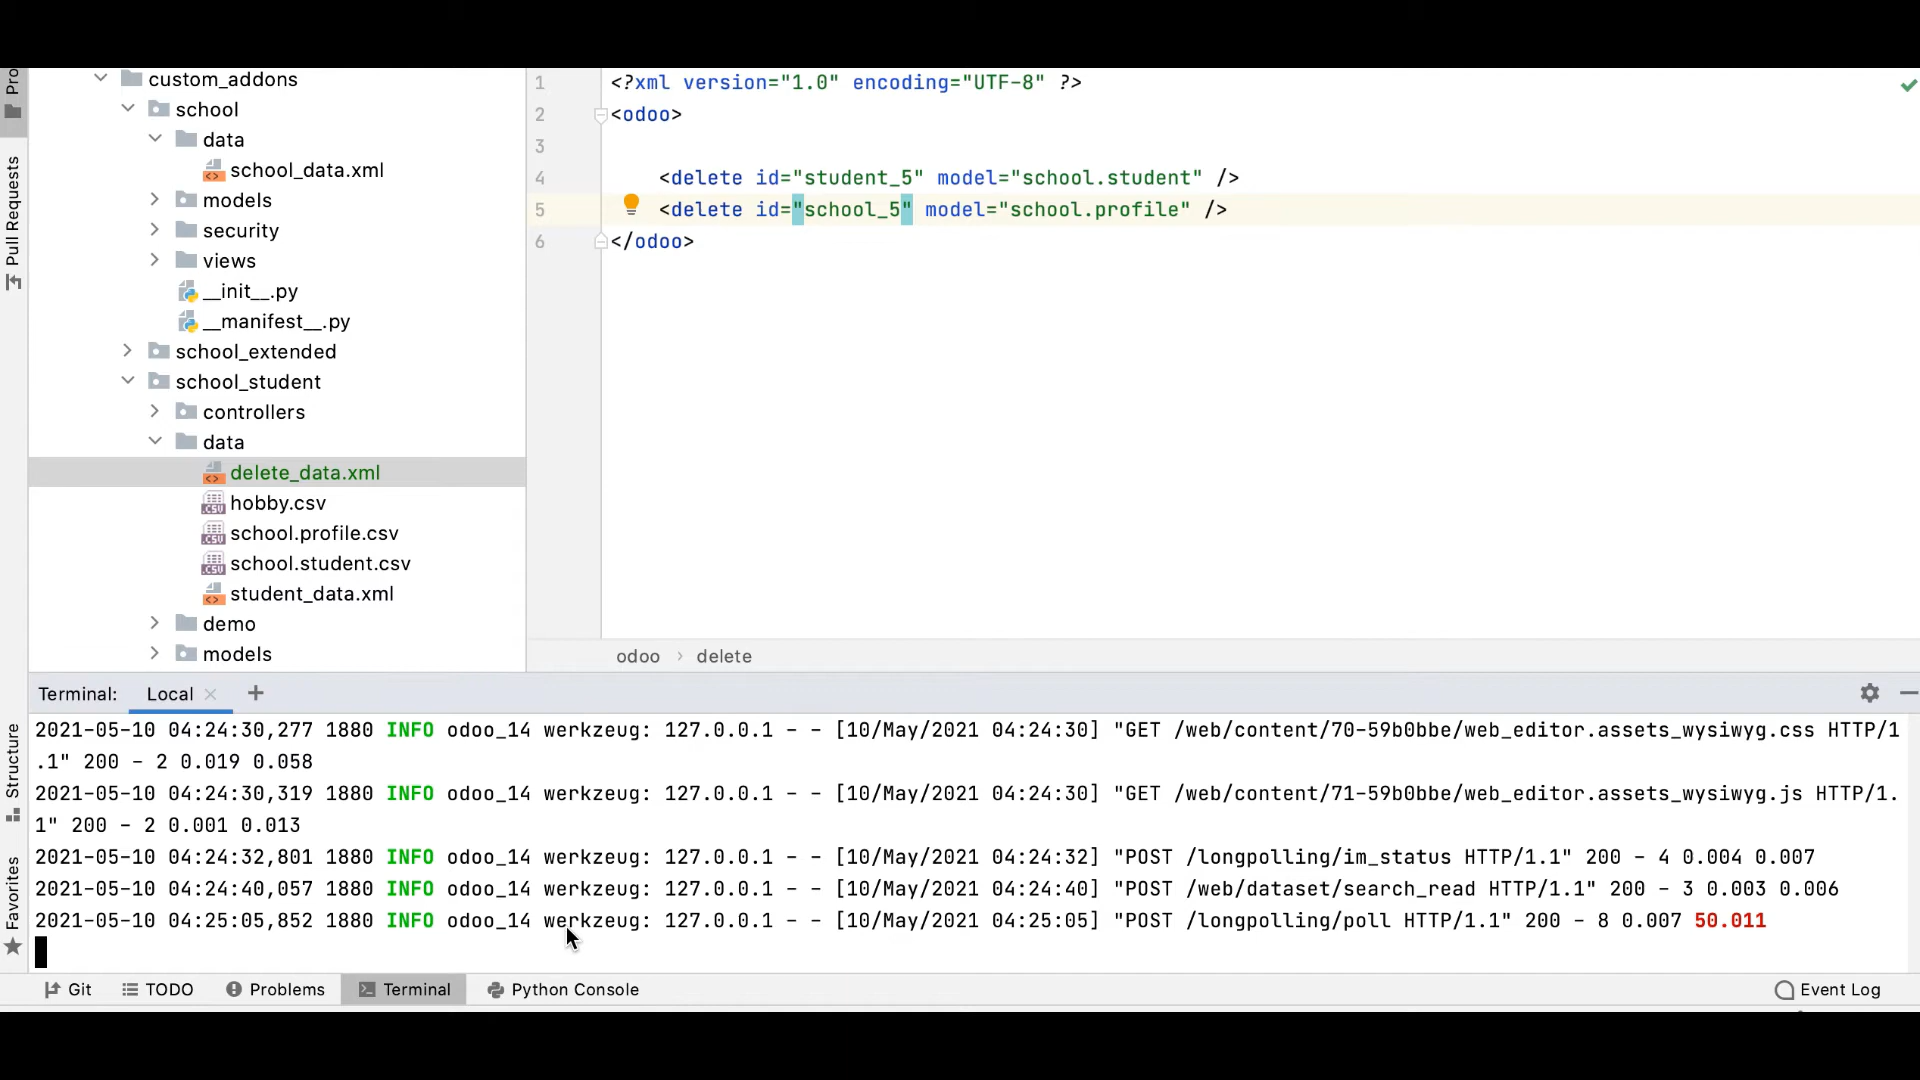 Pro
Pull Requests
Structure
Favorites
custom_addons
school
data
school_data.xml
models
security
views
__init__.py
__manifest__.py
school_extended
school_student
controllers
data
delete_data.xml
hobby.csv
school.profile.csv
school.student.csv
student_data.xml
demo
models
1 <?xml version="1.0" encoding="UTF-8" ?>
2 <odoo>
3
4 <delete id="student_5" model="school.student" />
5 <delete id="school_5" model="school.profile" />
6 </odoo>
odoo › delete
Terminal: Local × +
2021-05-10 04:24:30,277 1880 INFO odoo_14 werkzeug: 127.0.0.1 - - [10/May/2021 04:24:30] "GET /web/content/70-59b0bbe/web_editor.assets_wysiwyg.css HTTP/1
.1" 200 - 2 0.019 0.058
2021-05-10 04:24:30,319 1880 INFO odoo_14 werkzeug: 127.0.0.1 - - [10/May/2021 04:24:30] "GET /web/content/71-59b0bbe/web_editor.assets_wysiwyg.js HTTP/1.
1" 200 - 2 0.001 0.013
2021-05-10 04:24:32,801 1880 INFO odoo_14 werkzeug: 127.0.0.1 - - [10/May/2021 04:24:32] "POST /longpolling/im_status HTTP/1.1" 200 - 4 0.004 0.007
2021-05-10 04:24:40,057 1880 INFO odoo_14 werkzeug: 127.0.0.1 - - [10/May/2021 04:24:40] "POST /web/dataset/search_read HTTP/1.1" 200 - 3 0.003 0.006
2021-05-10 04:25:05,852 1880 INFO odoo_14 werkzeug: 127.0.0.1 - - [10/May/2021 04:25:05] "POST /longpolling/poll HTTP/1.1" 200 - 8 0.007 50.011
Git TODO Problems Terminal Python Console Event Log